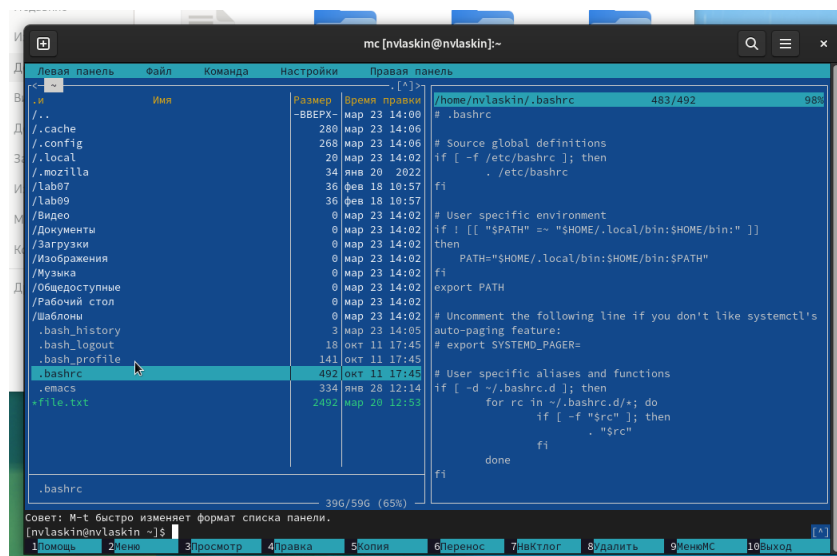 mc [nvlaskin@nvlaskin]:~
Левая панель Файл Команда Настройки Правая панель
<- ~ .[^]>
.и Имя Размер Время правки
/.. -ВВЕРХ- мар 23 14:00
/.cache 280 мар 23 14:06
/.config 268 мар 23 14:06
/.local 20 мар 23 14:02
/.mozilla 34 янв 20 2022
/lab07 36 фев 18 10:57
/lab09 36 фев 18 10:57
/Видео 0 мар 23 14:02
/Документы 0 мар 23 14:02
/Загрузки 0 мар 23 14:02
/Изображения 0 мар 23 14:02
/Музыка 0 мар 23 14:02
/Общедоступные 0 мар 23 14:02
/Рабочий стол 0 мар 23 14:02
/Шаблоны 0 мар 23 14:02
.bash_history 3 мар 23 14:05
.bash_logout 18 окт 11 17:45
.bash_profile 141 окт 11 17:45
.bashrc 492 окт 11 17:45
.emacs 334 янв 28 12:14
*file.txt 2492 мар 20 12:53
.bashrc
39G/59G (65%)
/home/nvlaskin/.bashrc 483/492 98%
# .bashrc
# Source global definitions
if [ -f /etc/bashrc ]; then
. /etc/bashrc
fi
# User specific environment
if ! [[ "$PATH" =~ "$HOME/.local/bin:$HOME/bin:" ]]
then
PATH="$HOME/.local/bin:$HOME/bin:$PATH"
fi
export PATH
# Uncomment the following line if you don't like systemctl's
auto-paging feature:
# export SYSTEMD_PAGER=
# User specific aliases and functions
if [ -d ~/.bashrc.d ]; then
for rc in ~/.bashrc.d/*; do
if [ -f "$rc" ]; then
. "$rc"
fi
done
fi
Совет: M-t быстро изменяет формат списка панели.
[nvlaskin@nvlaskin ~]$ [^]
1Помощь 2Меню 3Просмотр 4Правка 5Копия 6Перенос 7НвКтлог 8Удалить 9МенюMC 10Выход